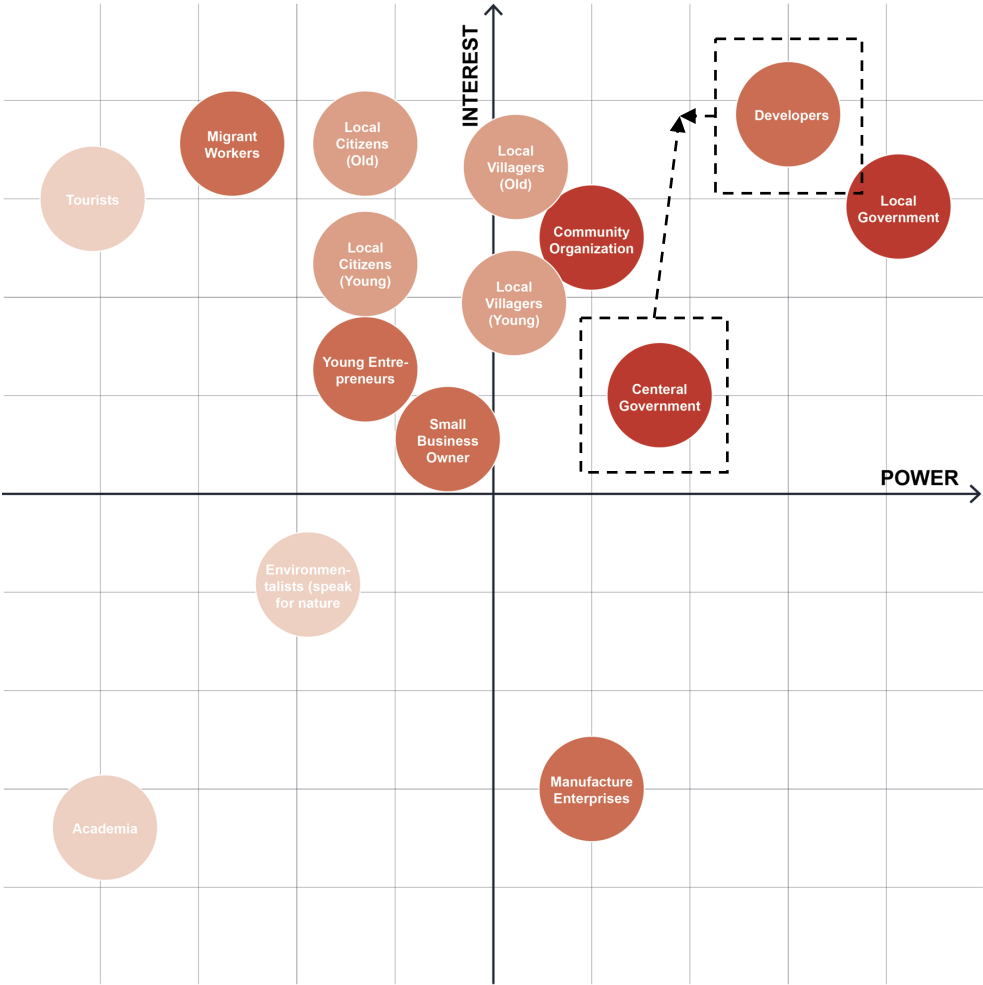 INTEREST
Developers
Migrant
Workers
Local
Citizens
(Old)
Local
Villagers
(Old)
Tourists
Local
Government
Community
Organization
Local
Citizens
(Young)
Local
Villagers
(Young)
Young Entre-
preneurs
Centeral
Government
Small
Business
Owner
POWER
Environmen-
talists (speak
for nature
Manufacture
Enterprises
Academia